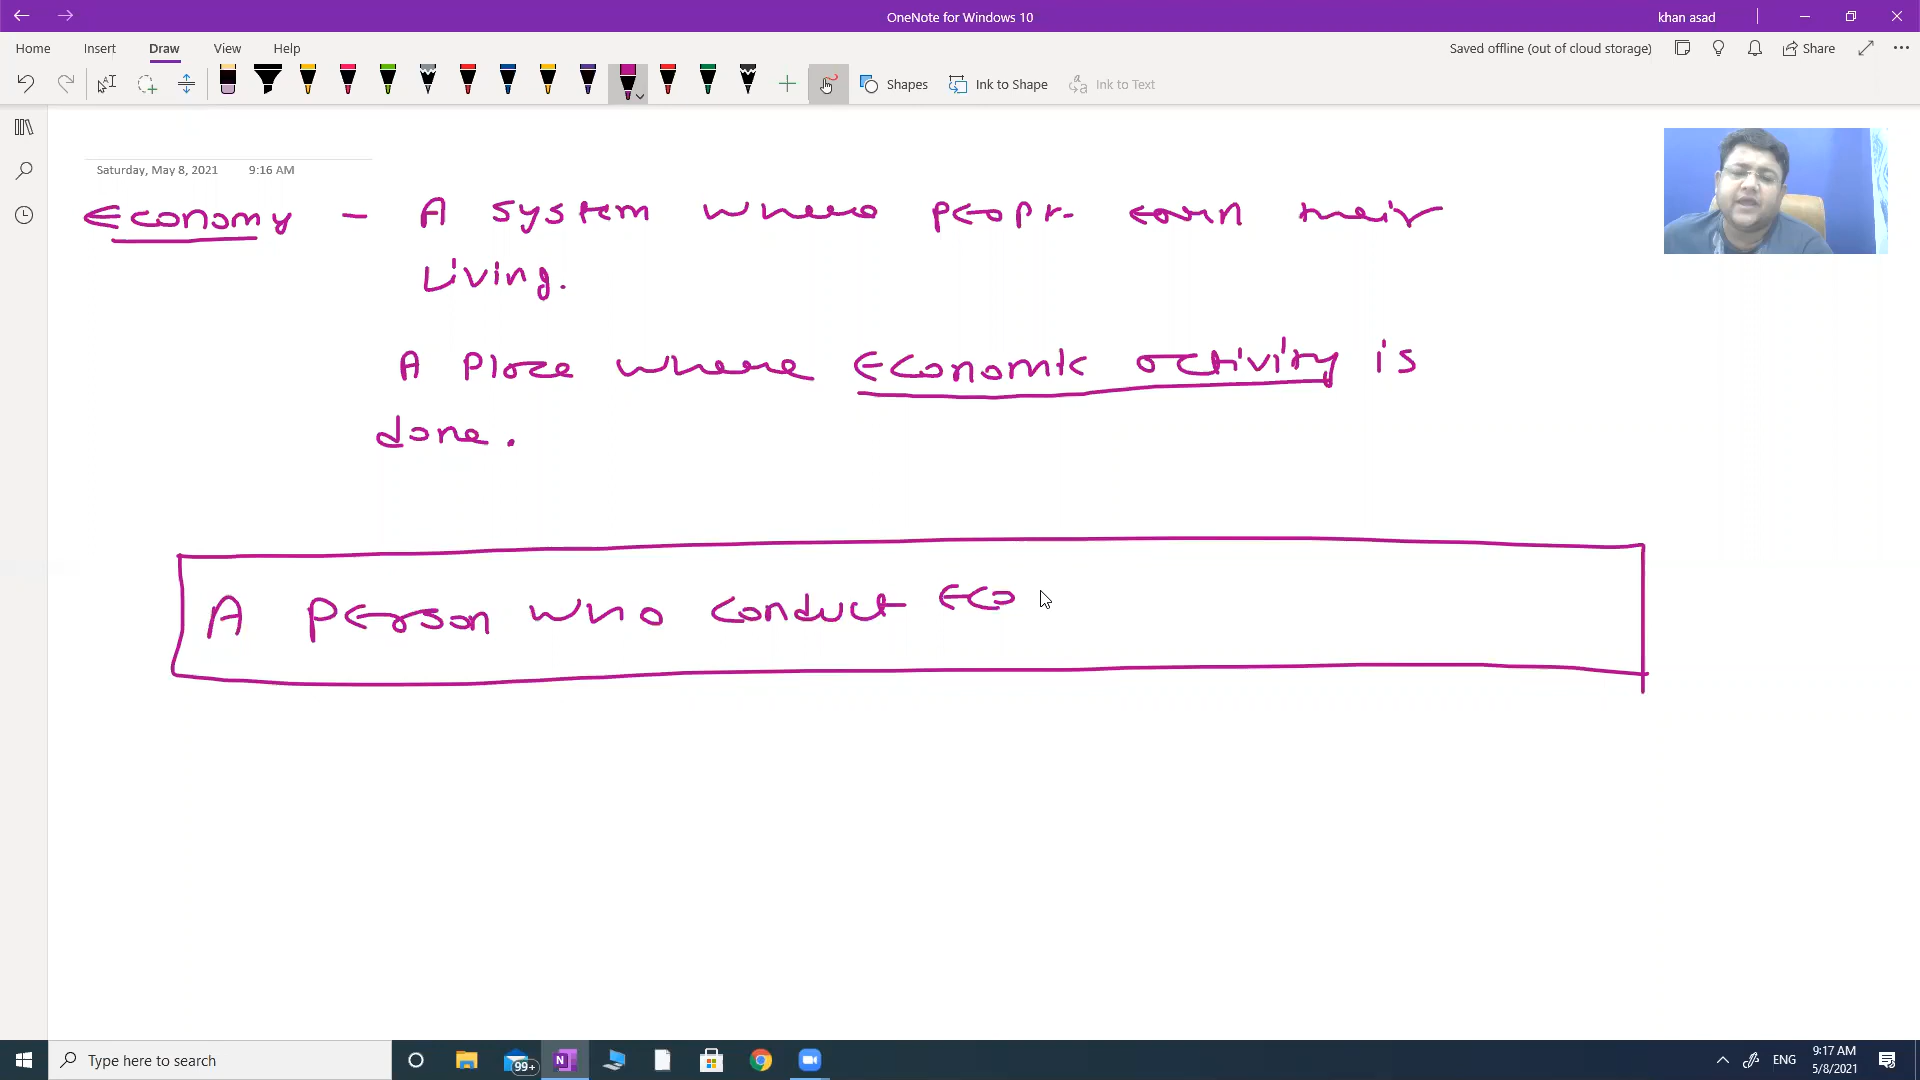 OneNote for Windows 10
khan asad
Home Insert Draw View Help
Saved offline (out of cloud storage)
Share
Shapes
Ink to Shape
Ink to Text
Saturday, May 8, 2021 9:16 AM
Economy - A system where people earn their
Living.
A Place where Economic activity is
done.
A Person who conduct Eco
Type here to search
99+
N
ENG
9:17 AM
5/8/2021